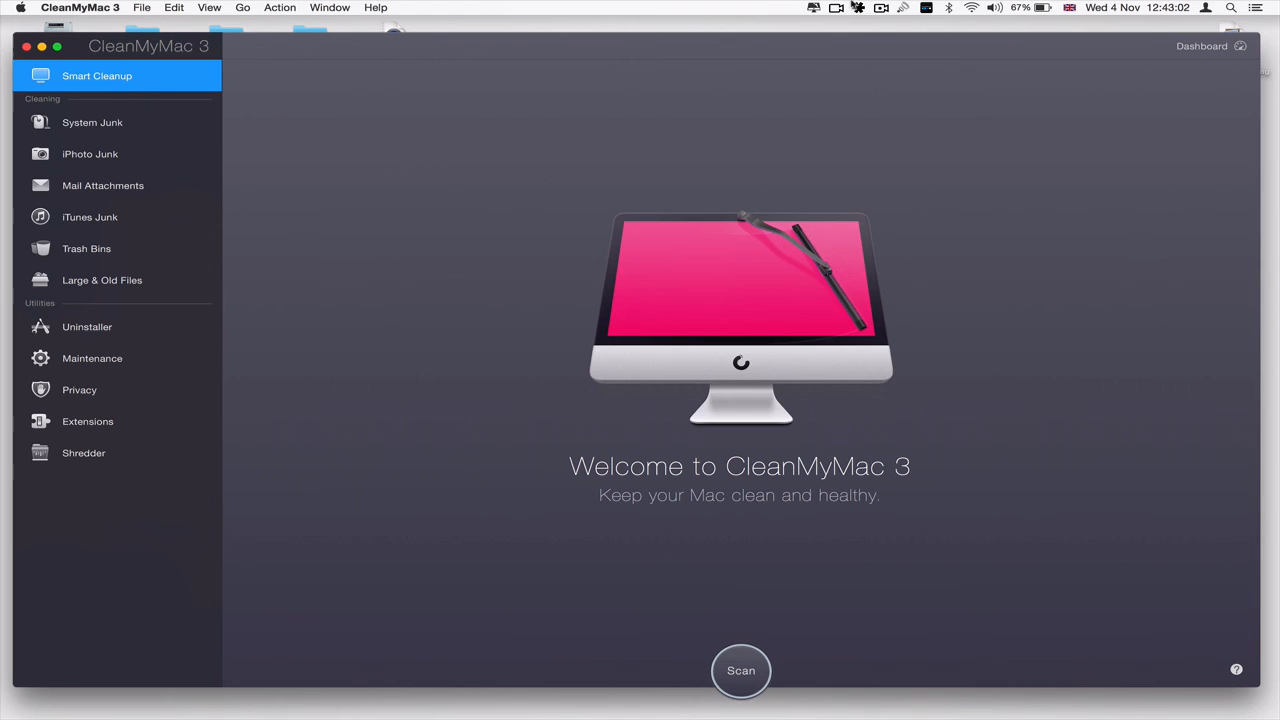 CleanMyMac 3 File Edit View Go Action Window Help 67% Wed 4 Nov 12:43:02
CleanMyMac 3
Dashboard
Smart Cleanup
Cleaning
System Junk
iPhoto Junk
Mail Attachments
iTunes Junk
Trash Bins
Large & Old Files
Utilities
Uninstaller
Maintenance
Privacy
Extensions
Shredder
Welcome to CleanMyMac 3
Keep your Mac clean and healthy.
Scan
?